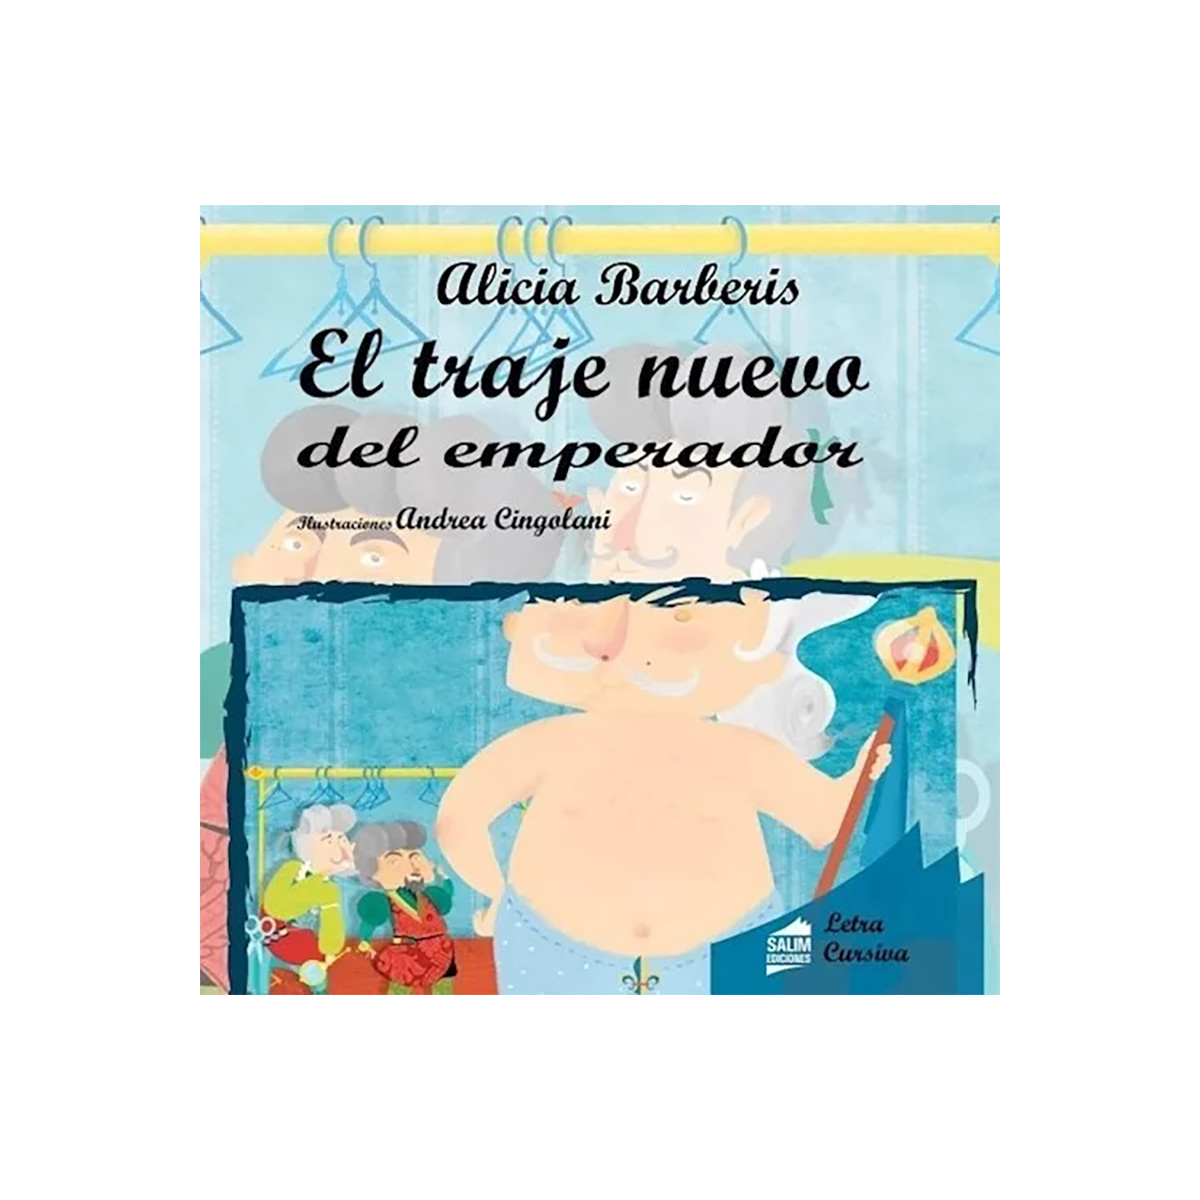 Alicia Barberis
El traje nuevo
del emperador
Ilustraciones Andrea Cingolani
SALIM
EDICIONES
Letra
Cursiva